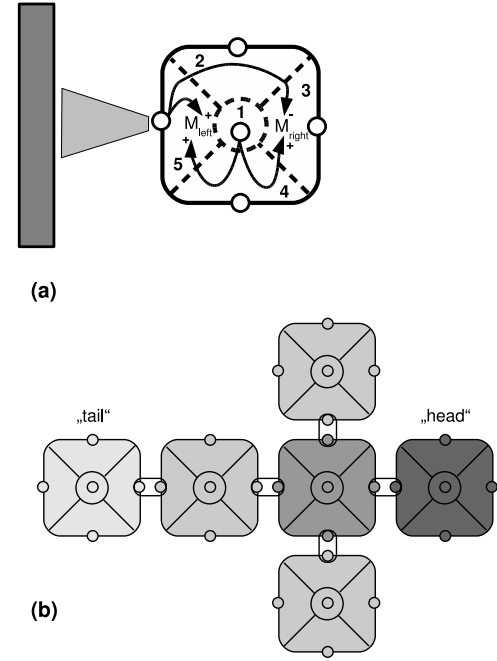 2
3
1
M left +
M right -
+
+
5
4
(a)
„tail“
„head“
(b)